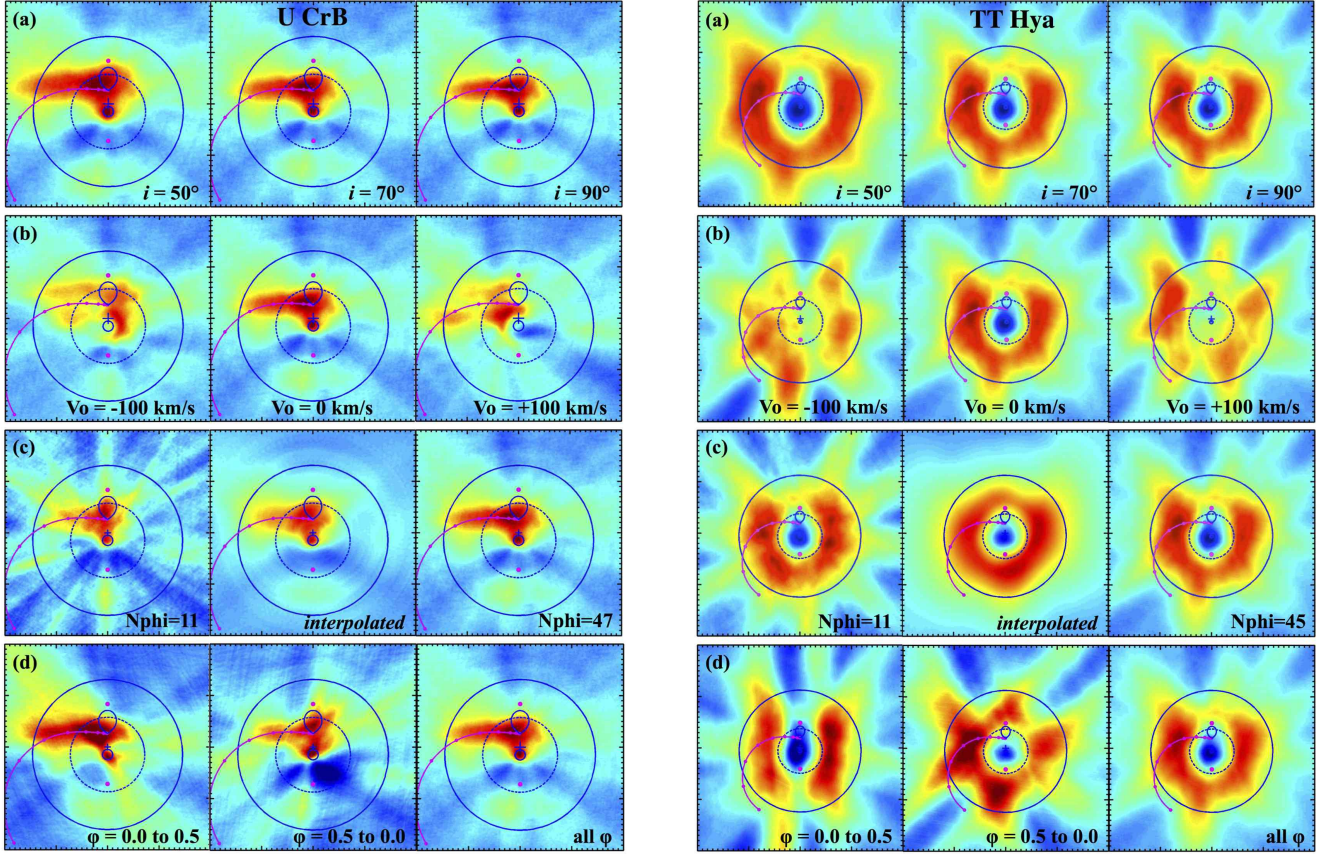 U CrB
(a)
i = 50°
i = 70°
i = 90°
(b)
Vo = -100 km/s
Vo = 0 km/s
Vo = +100 km/s
(c)
Nphi=11
interpolated
Nphi=47
(d)
φ = 0.0 to 0.5
φ = 0.5 to 0.0
all φ
TT Hya
(a)
i = 50°
i = 70°
i = 90°
(b)
Vo = -100 km/s
Vo = 0 km/s
Vo = +100 km/s
(c)
Nphi=11
interpolated
Nphi=45
(d)
φ = 0.0 to 0.5
φ = 0.5 to 0.0
all φ